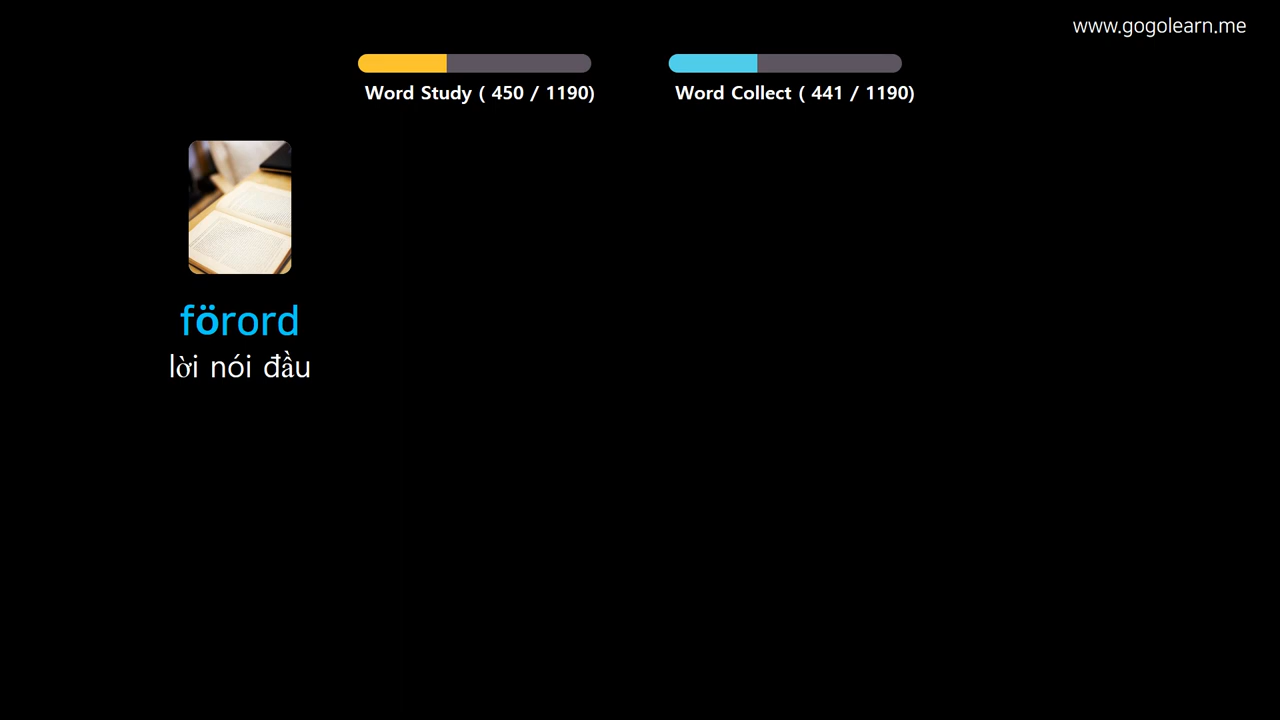 www.gogolearn.me
Word Study ( 450 / 1190)
Word Collect ( 441 / 1190)
förord
lời nói đầu